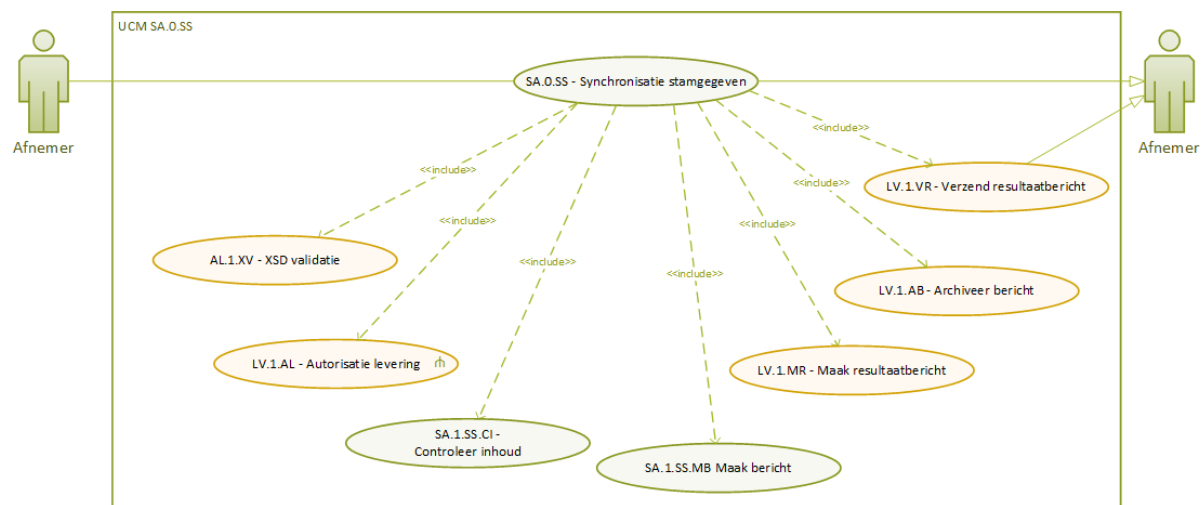 UCM SA.0.SS
SA.0.SS - Synchronisatie stamgegeven
Afnemer
Afnemer
<<include>>
<<include>>
<<include>>
<<include>>
<<include>>
<<include>>
<<include>>
LV.1.VR - Verzend resultaatbericht
AL.1.XV - XSD validatie
LV.1.AB - Archiveer bericht
LV.1.AL - Autorisatie levering
LV.1.MR - Maak resultaatbericht
SA.1.SS.CI -
Controleer inhoud
SA.1.SS.MB Maak bericht